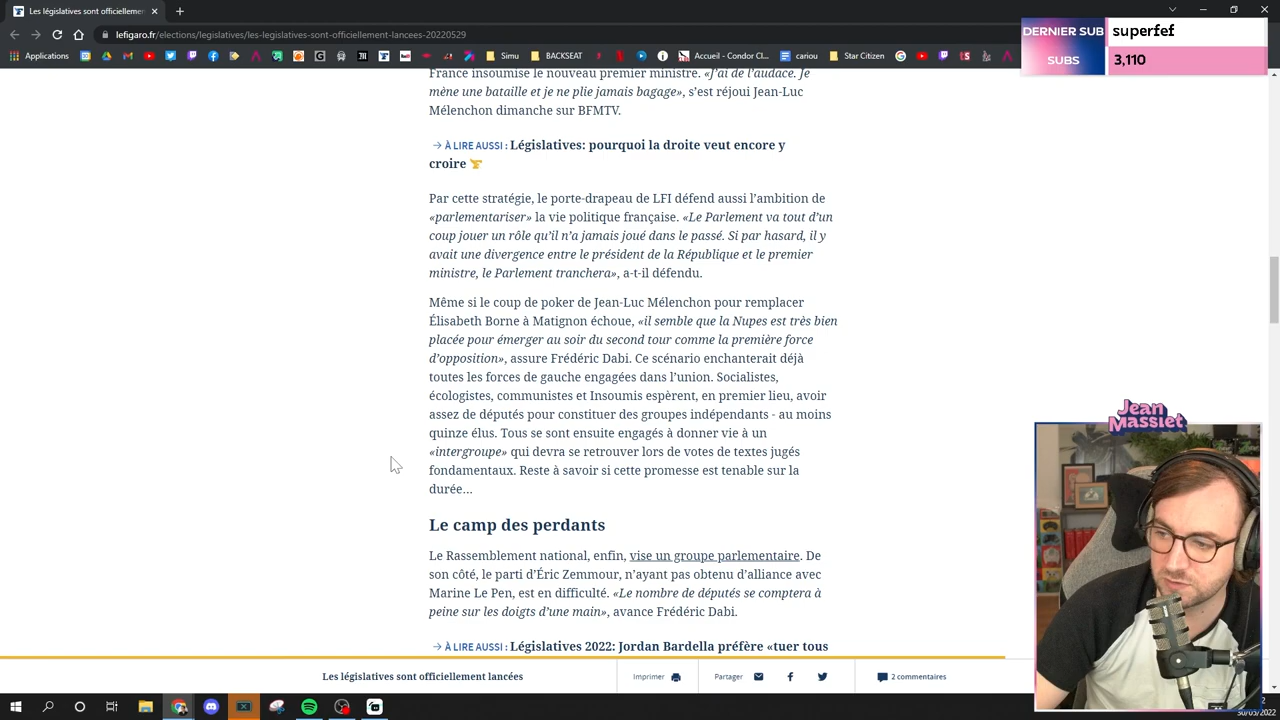 Les législatives sont officiellem
lefigaro.fr/elections/legislatives/les-legislatives-sont-officiellement-lancees-20220529
Applications
Simu
BACKSEAT
Accueil - Condor Cl...
cariou
Star Citizen
DERNIER SUB
superfef
SUBS
3,110
France insoumise le nouveau premier ministre. «J’ai de l’audace. Je
mène une bataille et je ne plie jamais bagage», s’est réjoui Jean-Luc
Mélenchon dimanche sur BFMTV.
→ À LIRE AUSSI : Législatives: pourquoi la droite veut encore y
croire
Par cette stratégie, le porte-drapeau de LFI défend aussi l’ambition de
«parlementariser» la vie politique française. «Le Parlement va tout d’un
coup jouer un rôle qu’il n’a jamais joué dans le passé. Si par hasard, il y
avait une divergence entre le président de la République et le premier
ministre, le Parlement tranchera», a-t-il défendu.
Même si le coup de poker de Jean-Luc Mélenchon pour remplacer
Élisabeth Borne à Matignon échoue, «il semble que la Nupes est très bien
placée pour émerger au soir du second tour comme la première force
d’opposition», assure Frédéric Dabi. Ce scénario enchanterait déjà
toutes les forces de gauche engagées dans l’union. Socialistes,
écologistes, communistes et Insoumis espèrent, en premier lieu, avoir
assez de députés pour constituer des groupes indépendants - au moins
quinze élus. Tous se sont ensuite engagés à donner vie à un
«intergroupe» qui devra se retrouver lors de votes de textes jugés
fondamentaux. Reste à savoir si cette promesse est tenable sur la
durée…
Le camp des perdants
Le Rassemblement national, enfin, vise un groupe parlementaire. De
son côté, le parti d’Éric Zemmour, n’ayant pas obtenu d’alliance avec
Marine Le Pen, est en difficulté. «Le nombre de députés se comptera à
peine sur les doigts d’une main», avance Frédéric Dabi.
→ À LIRE AUSSI : Législatives 2022: Jordan Bardella préfère «tuer tous
Jean
Massiet
Les législatives sont officiellement lancées
Imprimer
Partager
2 commentaires
30/05/2022